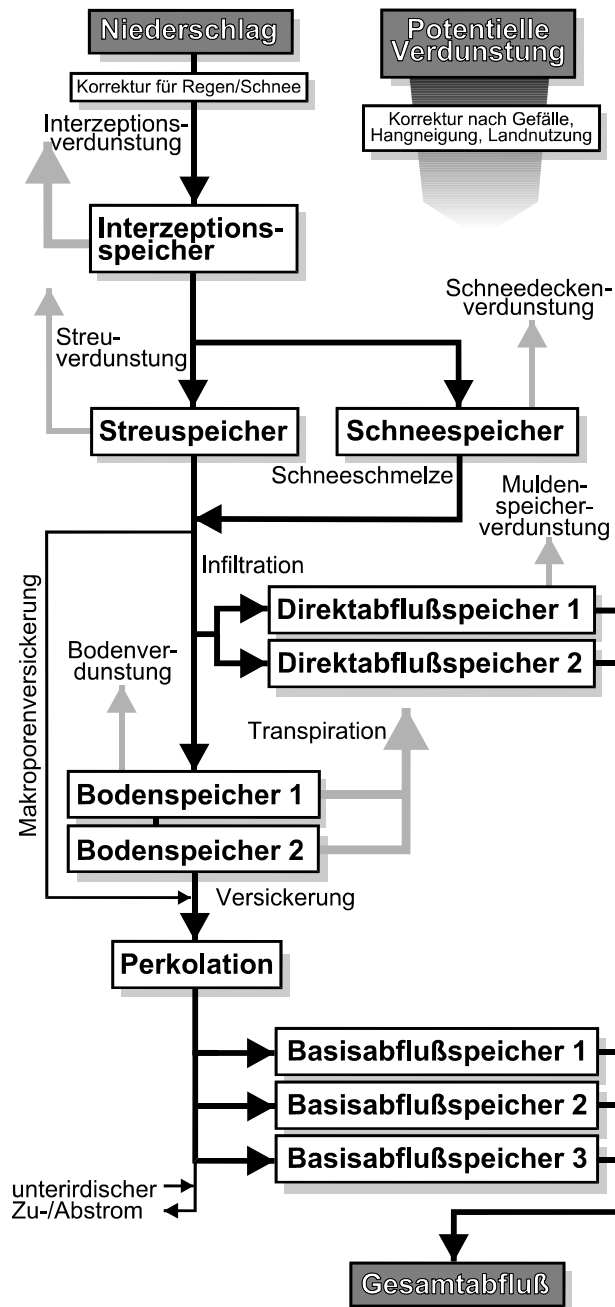 Niederschlag
Potentielle
Verdunstung
Korrektur für Regen/Schnee
Korrektur nach Gefälle,
Hangneigung, Landnutzung
Interzeptions-
verdunstung
Interzeptions-
speicher
Schneedecken-
verdunstung
Streu-
verdunstung
Streuspeicher
Schneespeicher
Schneeschmelze
Mulden-
speicher-
verdunstung
Makroporenversickerung
Infiltration
Direktabflußspeicher 1
Direktabflußspeicher 2
Bodenver-
dunstung
Transpiration
Bodenspeicher 1
Bodenspeicher 2
Versickerung
Perkolation
Basisabflußspeicher 1
Basisabflußspeicher 2
Basisabflußspeicher 3
unterirdischer
Zu-/Abstrom
Gesamtabfluß